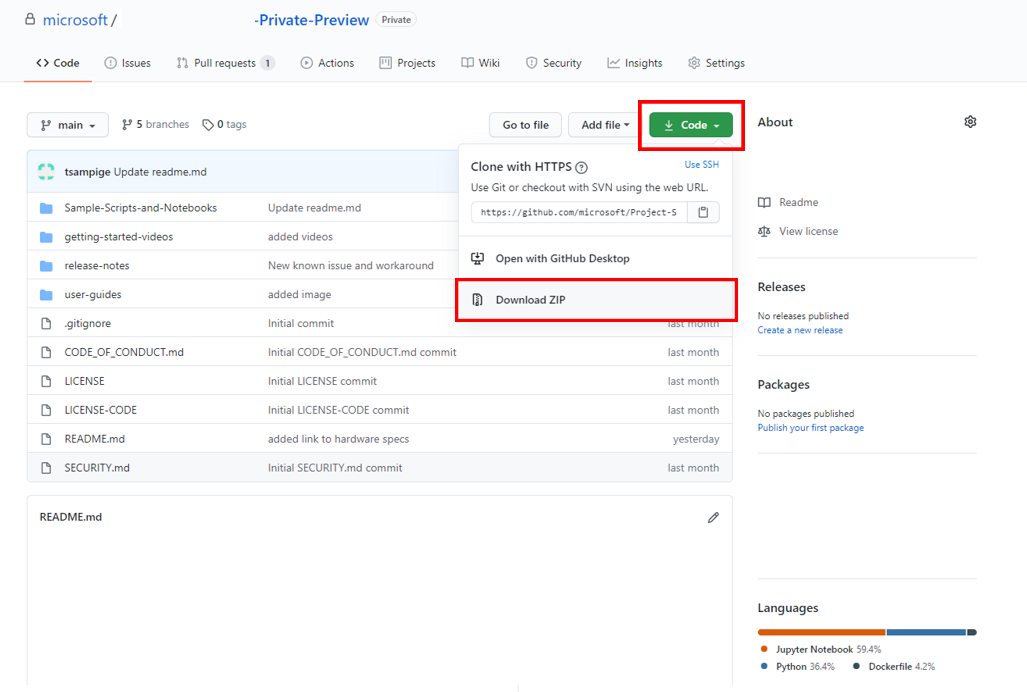 microsoft / -Private-Preview Private
Code Issues Pull requests 1 Actions Projects Wiki Security Insights Settings
main 5 branches 0 tags Go to file Add file Code
About
Clone with HTTPS Use SSH
Use Git or checkout with SVN using the web URL.
https://github.com/microsoft/Project-S
Open with GitHub Desktop
Download ZIP
tsampige Update readme.md
Sample-Scripts-and-Notebooks Update readme.md
getting-started-videos added videos
release-notes New known issue and workaround
user-guides added image
.gitignore Initial commit last month
CODE_OF_CONDUCT.md Initial CODE_OF_CONDUCT.md commit last month
LICENSE Initial LICENSE commit last month
LICENSE-CODE Initial LICENSE-CODE commit last month
README.md added link to hardware specs yesterday
SECURITY.md Initial SECURITY.md commit last month
README.md
Readme
View license
Releases
No releases published
Create a new release
Packages
No packages published
Publish your first package
Languages
Jupyter Notebook 59.4%
Python 36.4% Dockerfile 4.2%